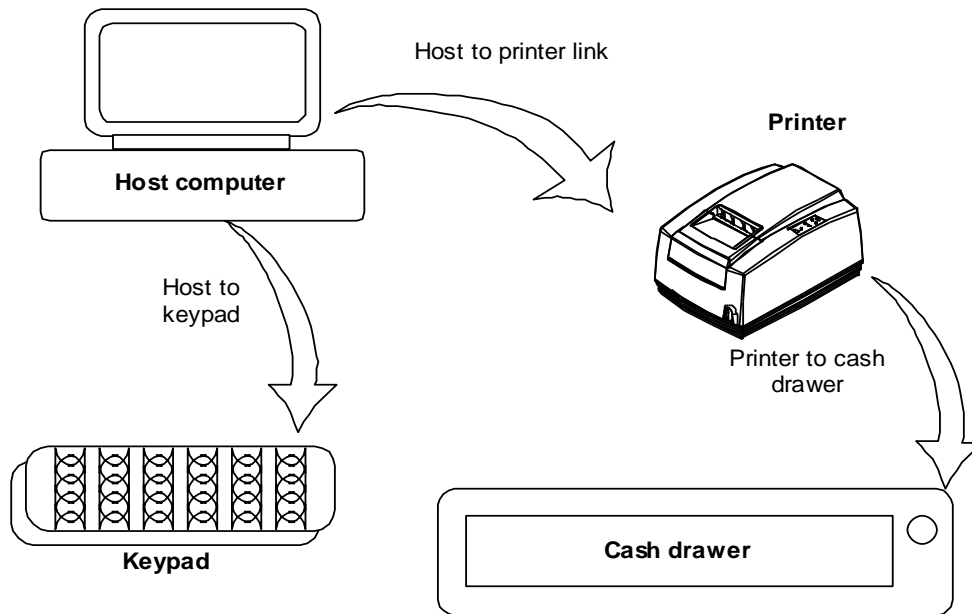 Host to printer link
Printer
Host computer
Host to
keypad
Printer to cash
drawer
Keypad
Cash drawer